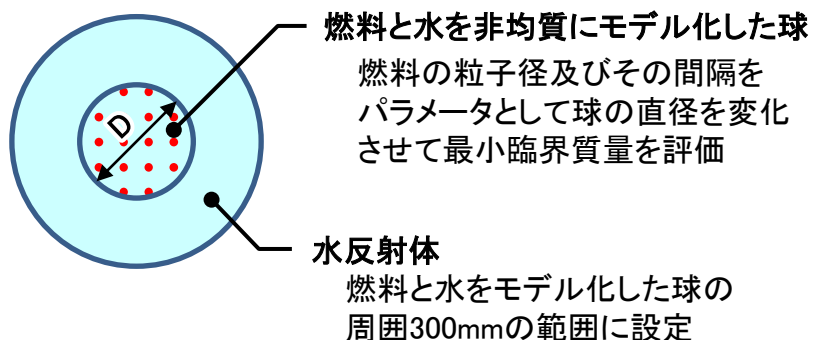 燃料と水を非均質にモデル化した球
燃料の粒子径及びその間隔を
パラメータとして球の直径を変化
させて最小臨界質量を評価
D
水反射体
燃料と水をモデル化した球の
周囲300mmの範囲に設定